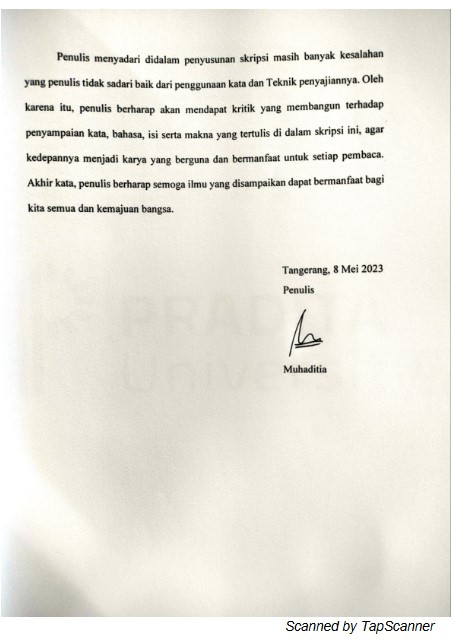 Penulis menyadari didalam penyusunan skripsi masih banyak kesalahan
yang penulis tidak sadari baik dari penggunaan kata dan Teknik penyajiannya. Oleh
karena itu, penulis berharap akan mendapat kritik yang membangun terhadap
penyampaian kata, bahasa, isi serta makna yang tertulis di dalam skripsi ini, agar
kedepannya menjadi karya yang berguna dan bermanfaat untuk setiap pembaca.
Akhir kata, penulis berharap semoga ilmu yang disampaikan dapat bermanfaat bagi
kita semua dan kemajuan bangsa.
Tangerang, 8 Mei 2023
Penulis
PRADITA
Muhaditia
Scanned by TapScanner